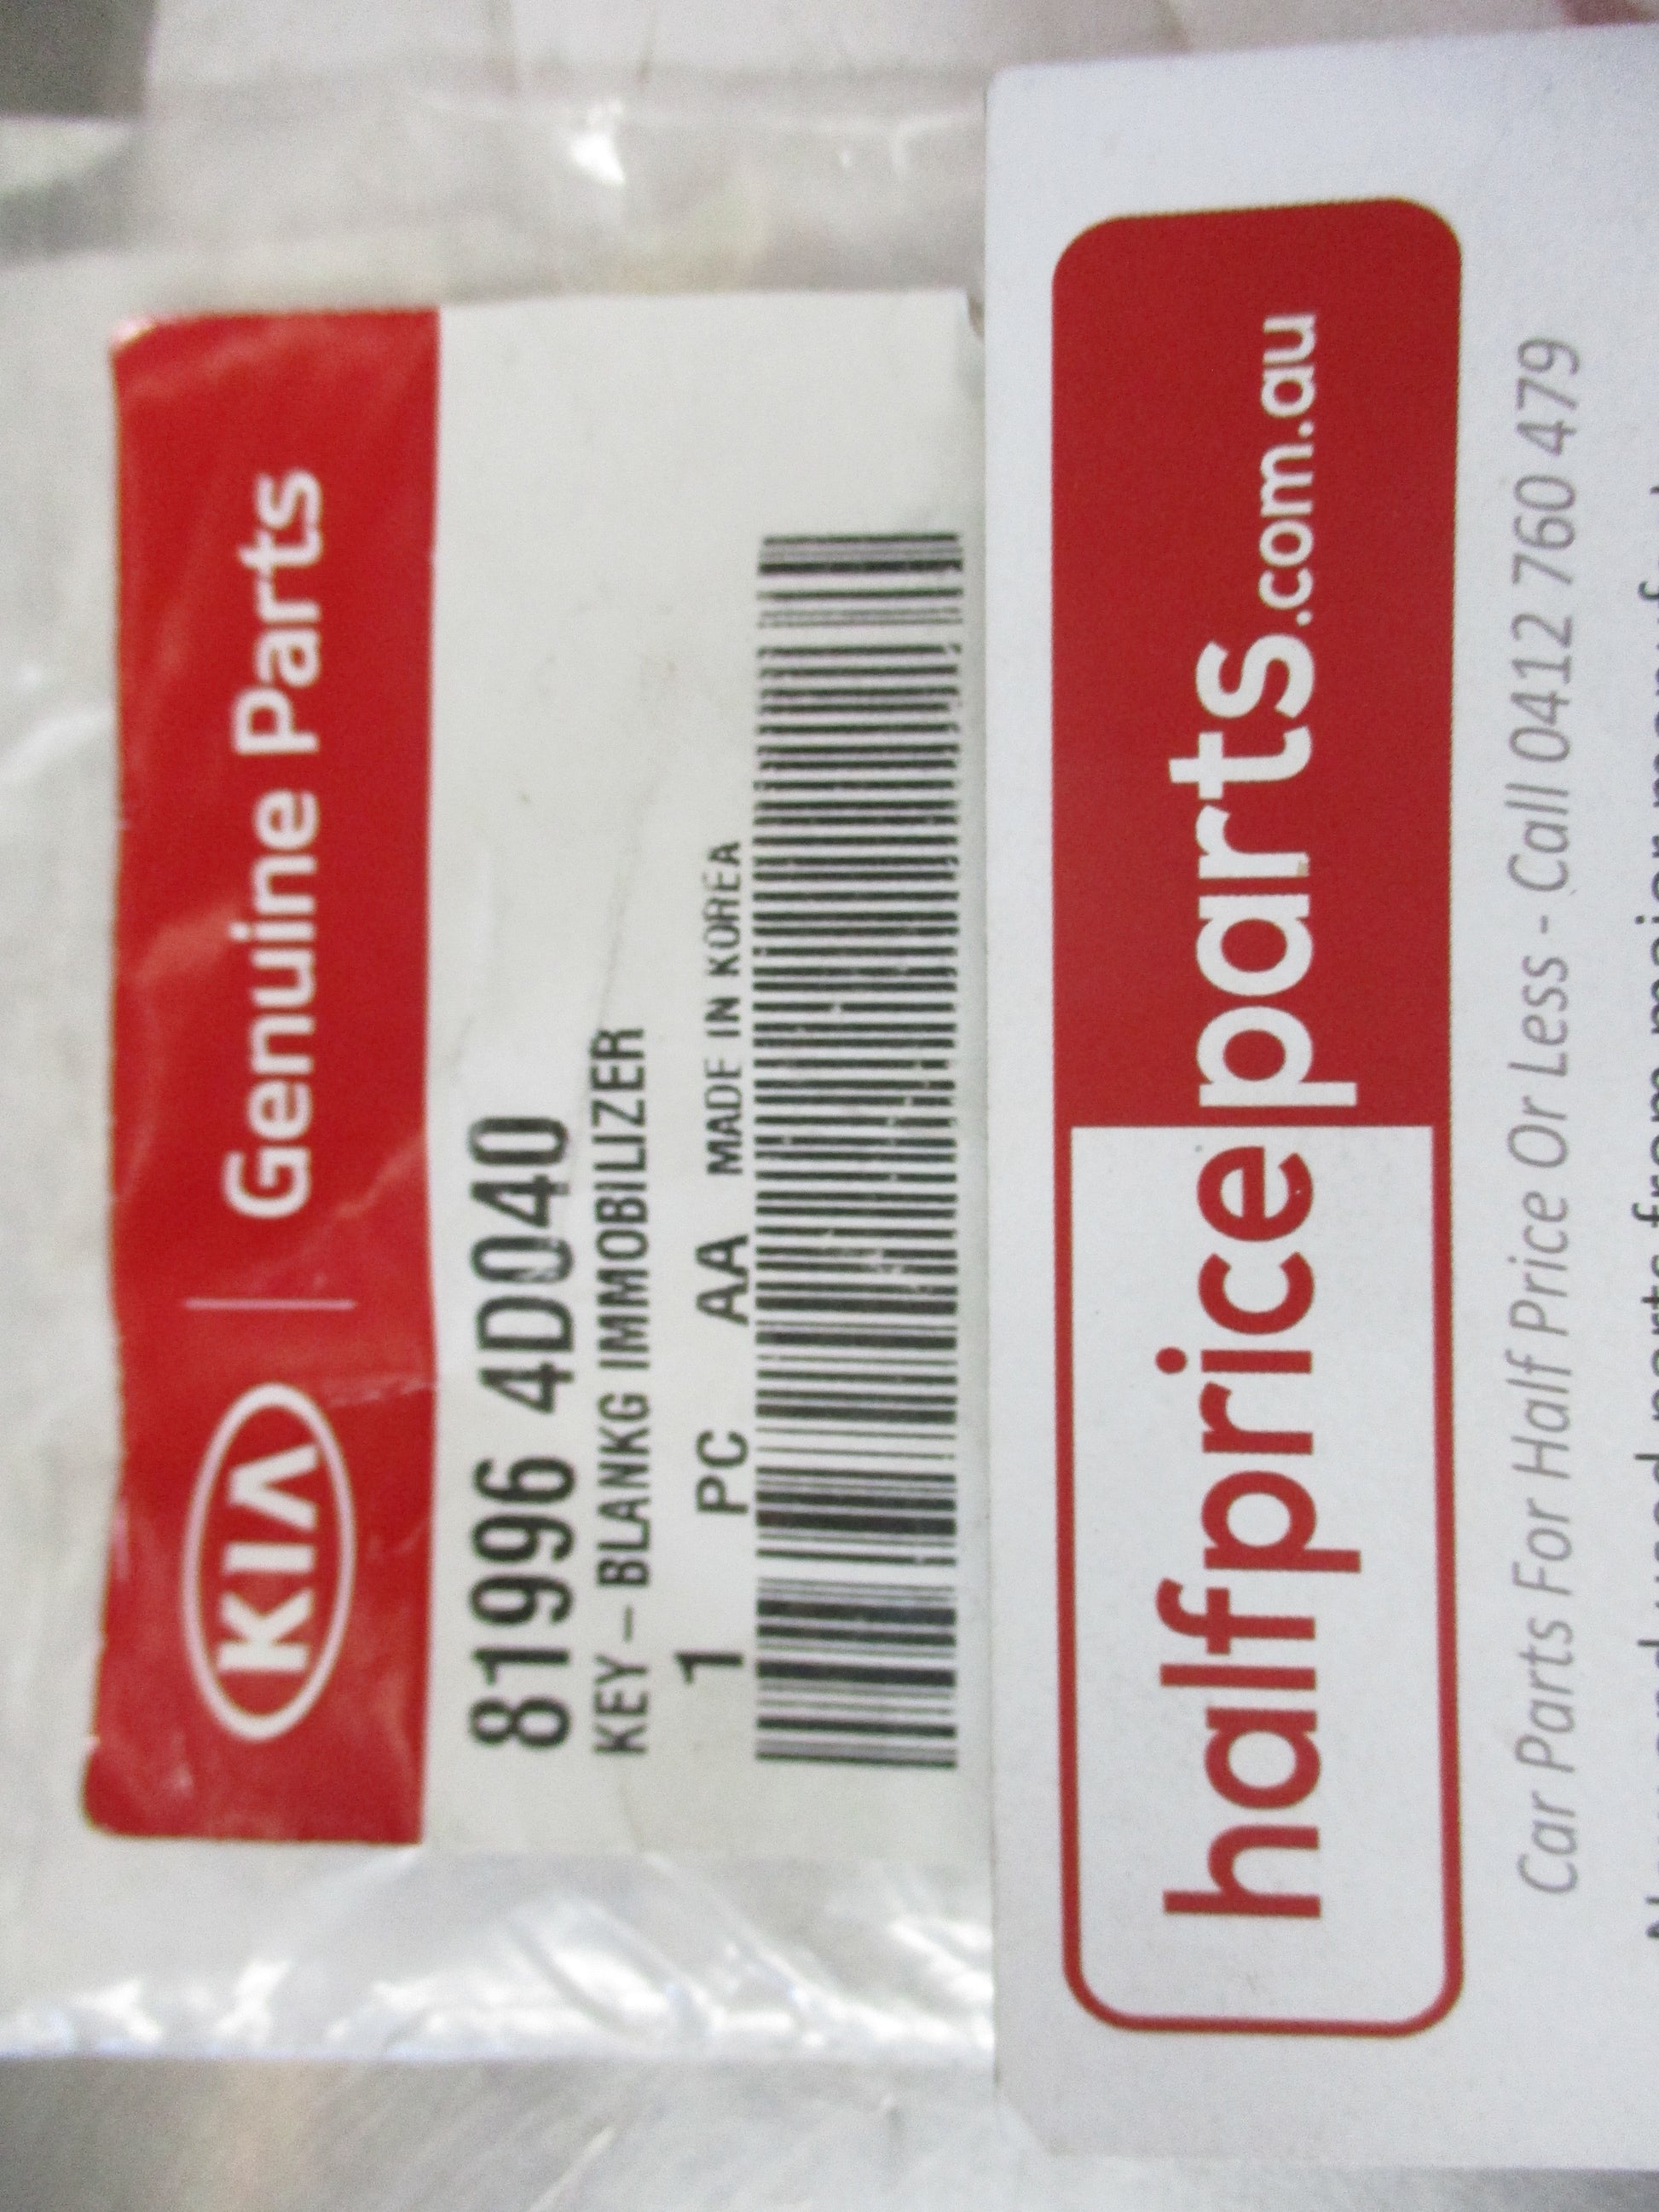 KIA | Genuine Parts
81996 4D040
KEY – BLANKG IMMOBILIZER
1 PC AA MADE IN KOREA
halfpriceparts.com.au
Car Parts For Half Price Or Less - Call 0412 760 479